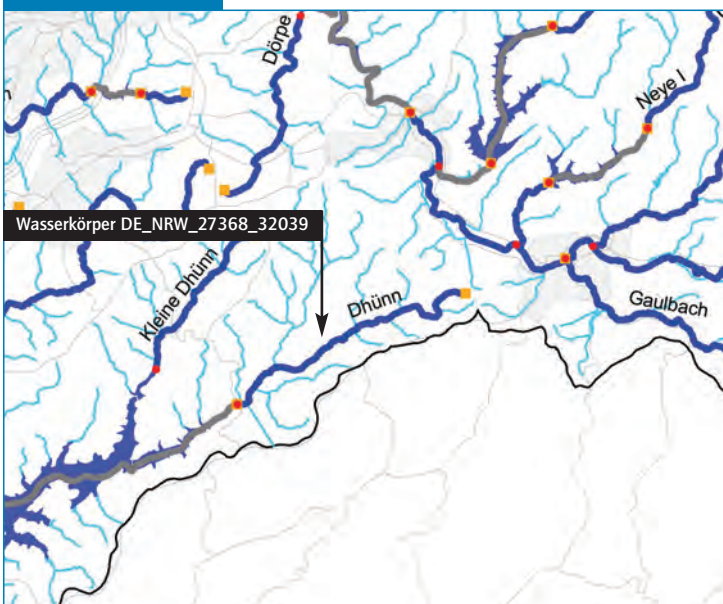 Dörpe
Neye I
Wasserkörper DE_NRW_27368_32039
Kleine Dhünn
Dhünn
Gaulbach